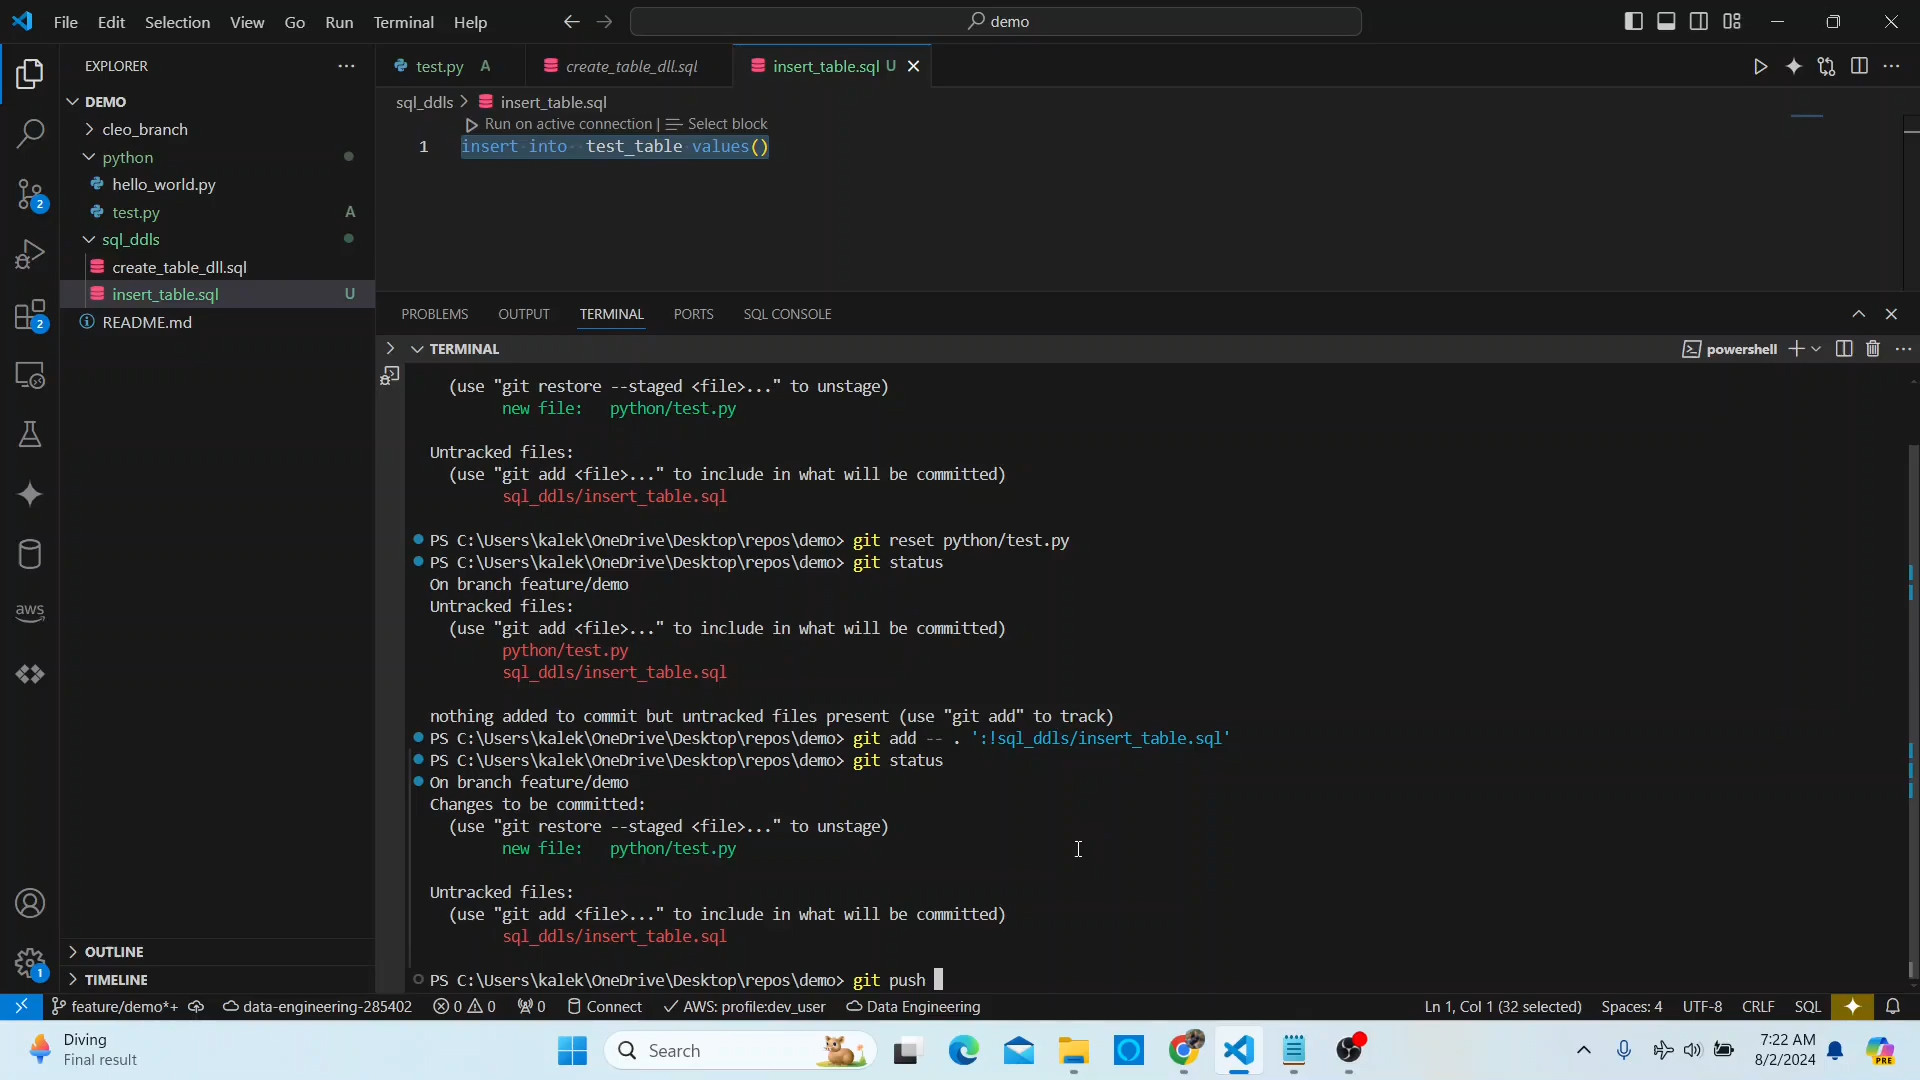 File Edit Selection View Go Run Terminal Help
demo
EXPLORER
DEMO
cleo_branch
python
hello_world.py
test.py A
sql_ddls
create_table_dll.sql
insert_table.sql U
README.md
OUTLINE
TIMELINE
2
2
aws
1
test.py A
create_table_dll.sql
insert_table.sql U
sql_ddls > insert_table.sql
Run on active connection | Select block
1 insert into test_table values()
PROBLEMS OUTPUT TERMINAL PORTS SQL CONSOLE
TERMINAL
powershell
(use "git restore --staged <file>..." to unstage)
new file: python/test.py
Untracked files:
(use "git add <file>..." to include in what will be committed)
sql_ddls/insert_table.sql
PS C:\Users\kalek\OneDrive\Desktop\repos\demo> git reset python/test.py
PS C:\Users\kalek\OneDrive\Desktop\repos\demo> git status
On branch feature/demo
Untracked files:
(use "git add <file>..." to include in what will be committed)
python/test.py
sql_ddls/insert_table.sql
nothing added to commit but untracked files present (use "git add" to track)
PS C:\Users\kalek\OneDrive\Desktop\repos\demo> git add -- . ':!sql_ddls/insert_table.sql'
PS C:\Users\kalek\OneDrive\Desktop\repos\demo> git status
On branch feature/demo
Changes to be committed:
(use "git restore --staged <file>..." to unstage)
new file: python/test.py
Untracked files:
(use "git add <file>..." to include in what will be committed)
sql_ddls/insert_table.sql
PS C:\Users\kalek\OneDrive\Desktop\repos\demo> git push
feature/demo*+ data-engineering-285402 0 0 0 Connect AWS: profile:dev_user Data Engineering
Ln 1, Col 1 (32 selected) Spaces: 4 UTF-8 CRLF SQL
Diving
Final result
Search
7:22 AM
8/2/2024
PRE